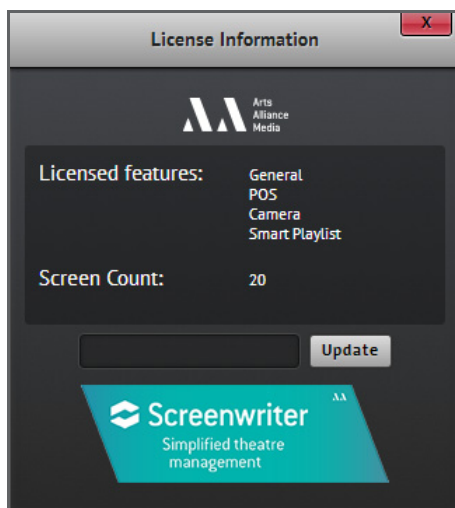 License Information
X
Arts
Alliance
Media
Licensed features:
General
POS
Camera
Smart Playlist
Screen Count:
20
Update
Screenwriter
Simplified theatre
management